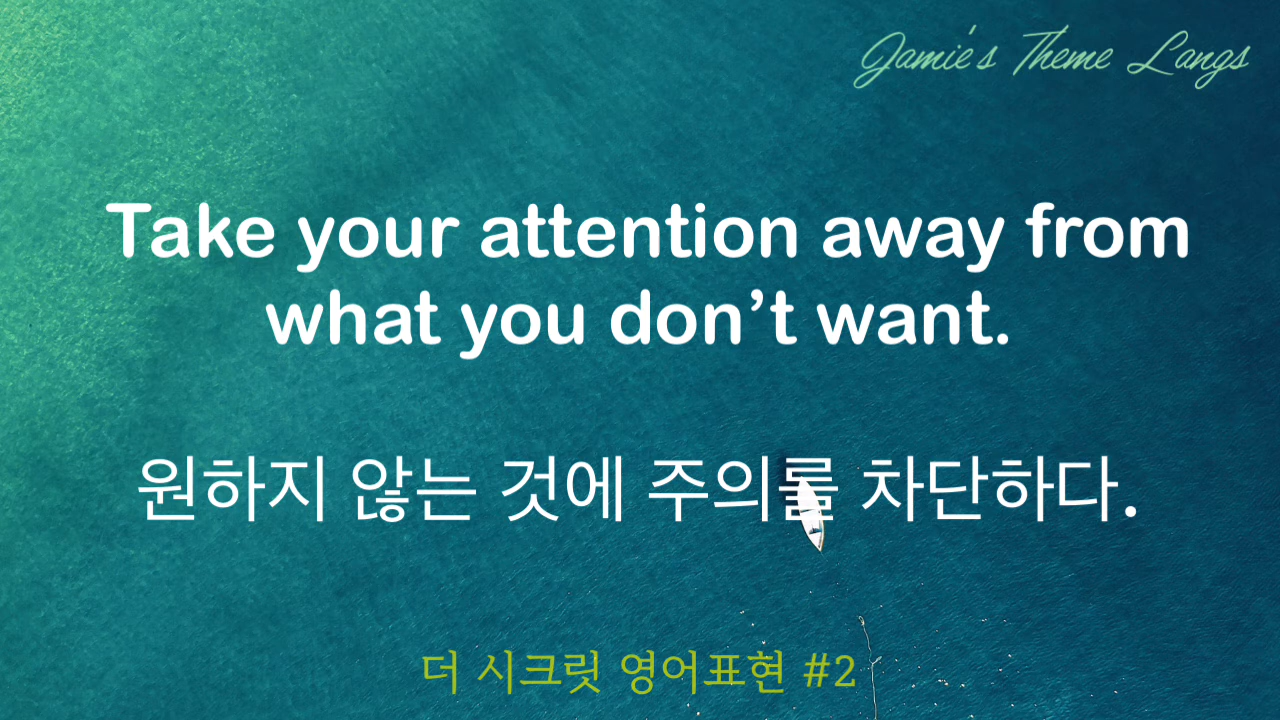 Jamie's Theme Langs
Take your attention away from
what you don’t want.
원하지 않는 것에 주의를 차단하다.
더 시크릿 영어표현 #2